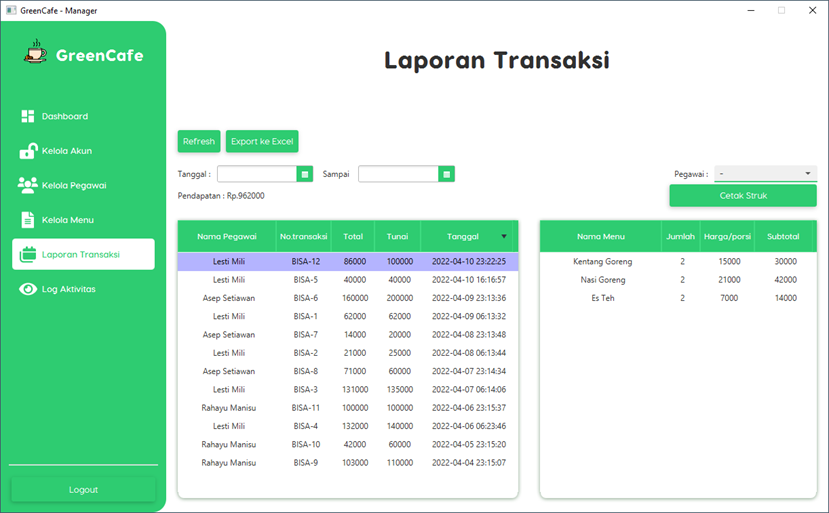 GreenCafe - Manager
GreenCafe
Dashboard
Kelola Akun
Kelola Pegawai
Kelola Menu
Laporan Transaksi
Log Aktivitas
Logout
Laporan Transaksi
Refresh Export ke Excel
Tanggal : Sampai Pegawai : -
Pendapatan : Rp.962000 Cetak Struk
Nama Pegawai No.transaksi Total Tunai Tanggal
Lesti Mili BISA-12 86000 100000 2022-04-10 23:22:25
Lesti Mili BISA-5 40000 40000 2022-04-10 16:16:57
Asep Setiawan BISA-6 160000 200000 2022-04-09 23:13:36
Lesti Mili BISA-1 62000 62000 2022-04-09 06:13:32
Asep Setiawan BISA-7 14000 20000 2022-04-08 23:13:48
Lesti Mili BISA-2 21000 25000 2022-04-08 06:13:44
Asep Setiawan BISA-8 71000 60000 2022-04-07 23:14:34
Lesti Mili BISA-3 131000 135000 2022-04-07 06:14:06
Rahayu Manisu BISA-11 100000 100000 2022-04-06 23:15:37
Lesti Mili BISA-4 132000 140000 2022-04-06 06:23:46
Rahayu Manisu BISA-10 42000 60000 2022-04-05 23:15:20
Rahayu Manisu BISA-9 103000 110000 2022-04-04 23:15:07
Nama Menu Jumlah Harga/porsi Subtotal
Kentang Goreng 2 15000 30000
Nasi Goreng 2 21000 42000
Es Teh 2 7000 14000